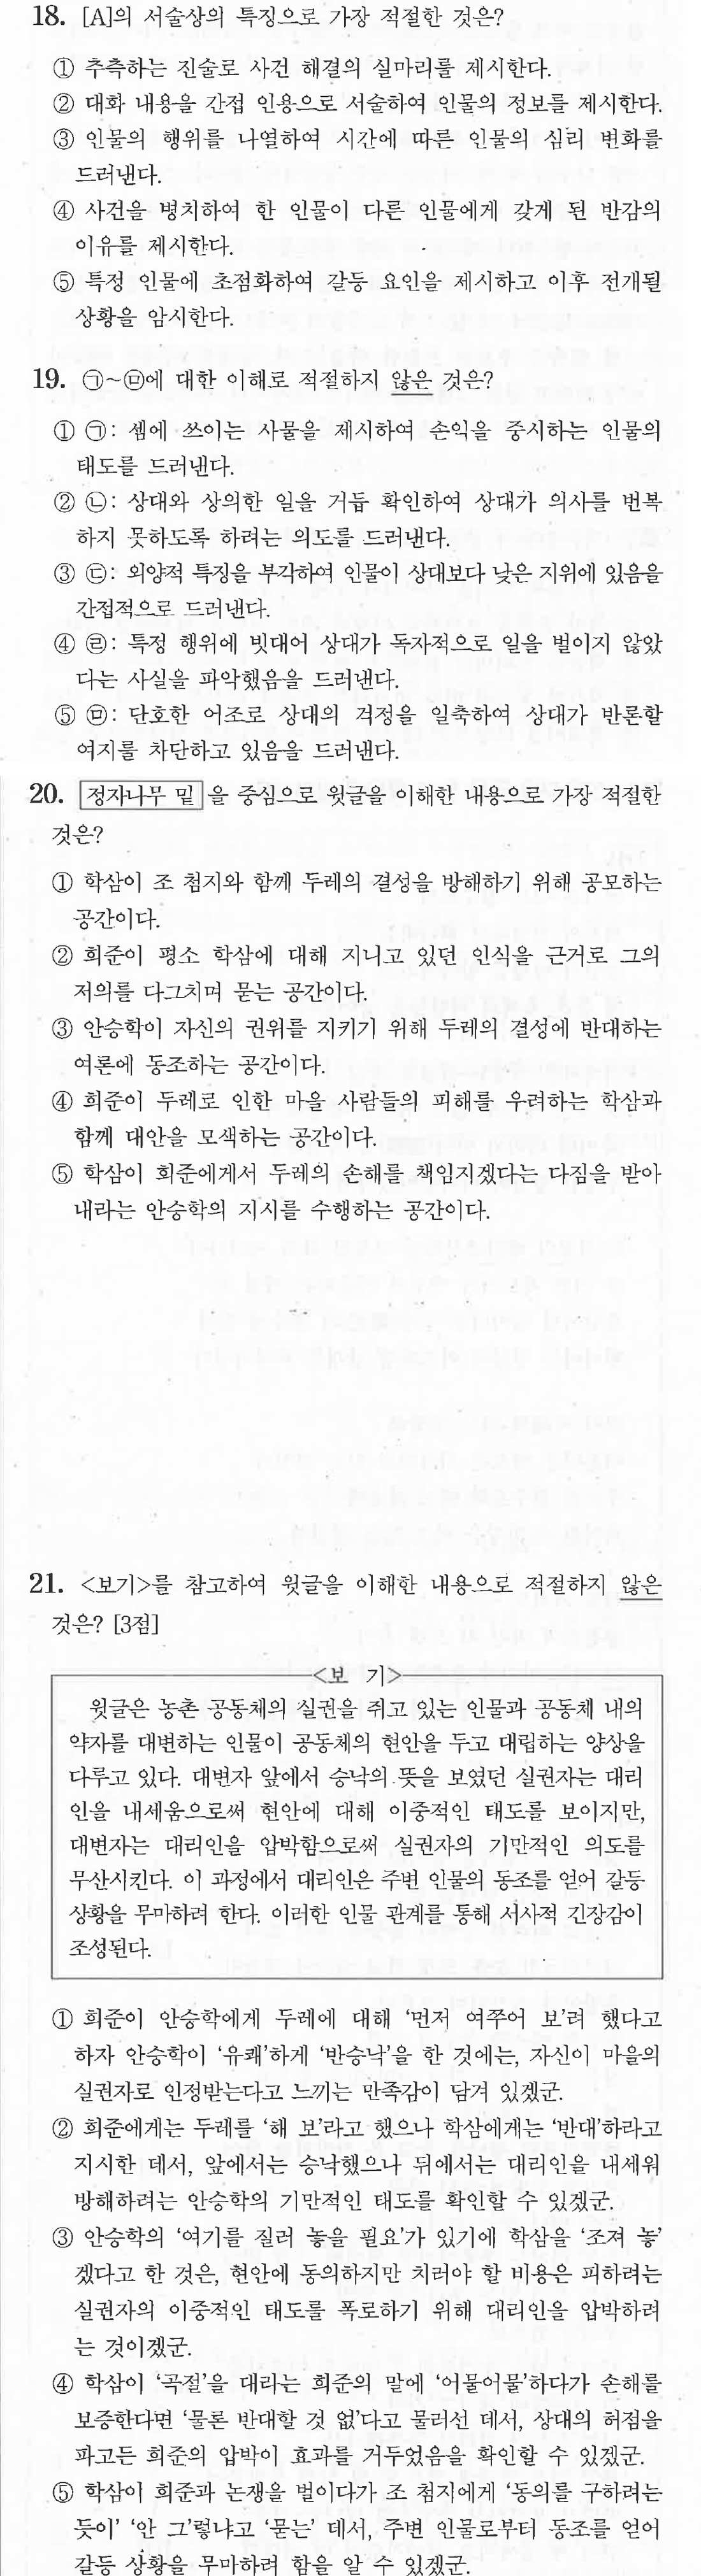 18. [A]의 서술상의 특징으로 가장 적절한 것은?
① 추측하는 진술로 사건 해결의 실마리를 제시한다.
② 대화 내용을 간접 인용으로 서술하여 인물의 정보를 제시한다.
③ 인물의 행위를 나열하여 시간에 따른 인물의 심리 변화를
드러낸다.
④ 사건을 병치하여 한 인물이 다른 인물에게 갖게 된 반감의
이유를 제시한다.
⑤ 특정 인물에 초점화하여 갈등 요인을 제시하고 이후 전개될
상황을 암시한다.
19. ㉠~㉤에 대한 이해로 적절하지 않은 것은?
① ㉠: 셈에 쓰이는 사물을 제시하여 손익을 중시하는 인물의
태도를 드러낸다.
② ㉡: 상대와 상의한 일을 거듭 확인하여 상대가 의사를 번복
하지 못하도록 하려는 의도를 드러낸다.
③ ㉢: 외양적 특징을 부각하여 인물이 상대보다 낮은 지위에 있음을
간접적으로 드러낸다.
④ ㉣: 특정 행위에 빗대어 상대가 독자적으로 일을 벌이지 않았
다는 사실을 파악했음을 드러낸다.
⑤ ㉤: 단호한 어조로 상대의 걱정을 일축하여 상대가 반론할
여지를 차단하고 있음을 드러낸다.
20. 정자나무 밑 을 중심으로 윗글을 이해한 내용으로 가장 적절한
것은?
① 학삼이 조 첨지와 함께 두레의 결성을 방해하기 위해 공모하는
공간이다.
② 희준이 평소 학삼에 대해 지니고 있던 인식을 근거로 그의
저의를 다그치며 묻는 공간이다.
③ 안승학이 자신의 권위를 지키기 위해 두레의 결성에 반대하는
여론에 동조하는 공간이다.
④ 희준이 두레로 인한 마을 사람들의 피해를 우려하는 학삼과
함께 대안을 모색하는 공간이다.
⑤ 학삼이 희준에게서 두레의 손해를 책임지겠다는 다짐을 받아
내라는 안승학의 지시를 수행하는 공간이다.
21. <보기>를 참고하여 윗글을 이해한 내용으로 적절하지 않은
것은? [3점]
<보 기>
윗글은 농촌 공동체의 실권을 쥐고 있는 인물과 공동체 내의
약자를 대변하는 인물이 공동체의 현안을 두고 대립하는 양상을
다루고 있다. 대변자 앞에서 승낙의 뜻을 보였던 실권자는 대리
인을 내세움으로써 현안에 대해 이중적인 태도를 보이지만,
대변자는 대리인을 압박함으로써 실권자의 기만적인 의도를
무산시킨다. 이 과정에서 대리인은 주변 인물의 동조를 얻어 갈등
상황을 무마하려 한다. 이러한 인물 관계를 통해 서사적 긴장감이
조성된다.
① 희준이 안승학에게 두레에 대해 ‘먼저 여쭈어 보’려 했다고
하자 안승학이 ‘유쾌’하게 ‘반승낙’을 한 것에는, 자신이 마을의
실권자로 인정받는다고 느끼는 만족감이 담겨 있겠군.
② 희준에게는 두레를 ‘해 보’라고 했으나 학삼에게는 ‘반대’하라고
지시한 데서, 앞에서는 승낙했으나 뒤에서는 대리인을 내세워
방해하려는 안승학의 기만적인 태도를 확인할 수 있겠군.
③ 안승학의 ‘여기를 질러 놓을 필요’가 있기에 학삼을 ‘조져 놓’
겠다고 한 것은, 현안에 동의하지만 치러야 할 비용은 피하려는
실권자의 이중적인 태도를 폭로하기 위해 대리인을 압박하려
는 것이겠군.
④ 학삼이 ‘곡절’을 대라는 희준의 말에 ‘어물어물’하다가 손해를
보증한다면 ‘물론 반대할 것 없’다고 물러선 데서, 상대의 허점을
파고든 희준의 압박이 효과를 거두었음을 확인할 수 있겠군.
⑤ 학삼이 희준과 논쟁을 벌이다가 조 첨지에게 ‘동의를 구하려는
듯이’ ‘안 그’렇냐고 ‘묻는’ 데서, 주변 인물로부터 동조를 얻어
갈등 상황을 무마하려 함을 알 수 있겠군.